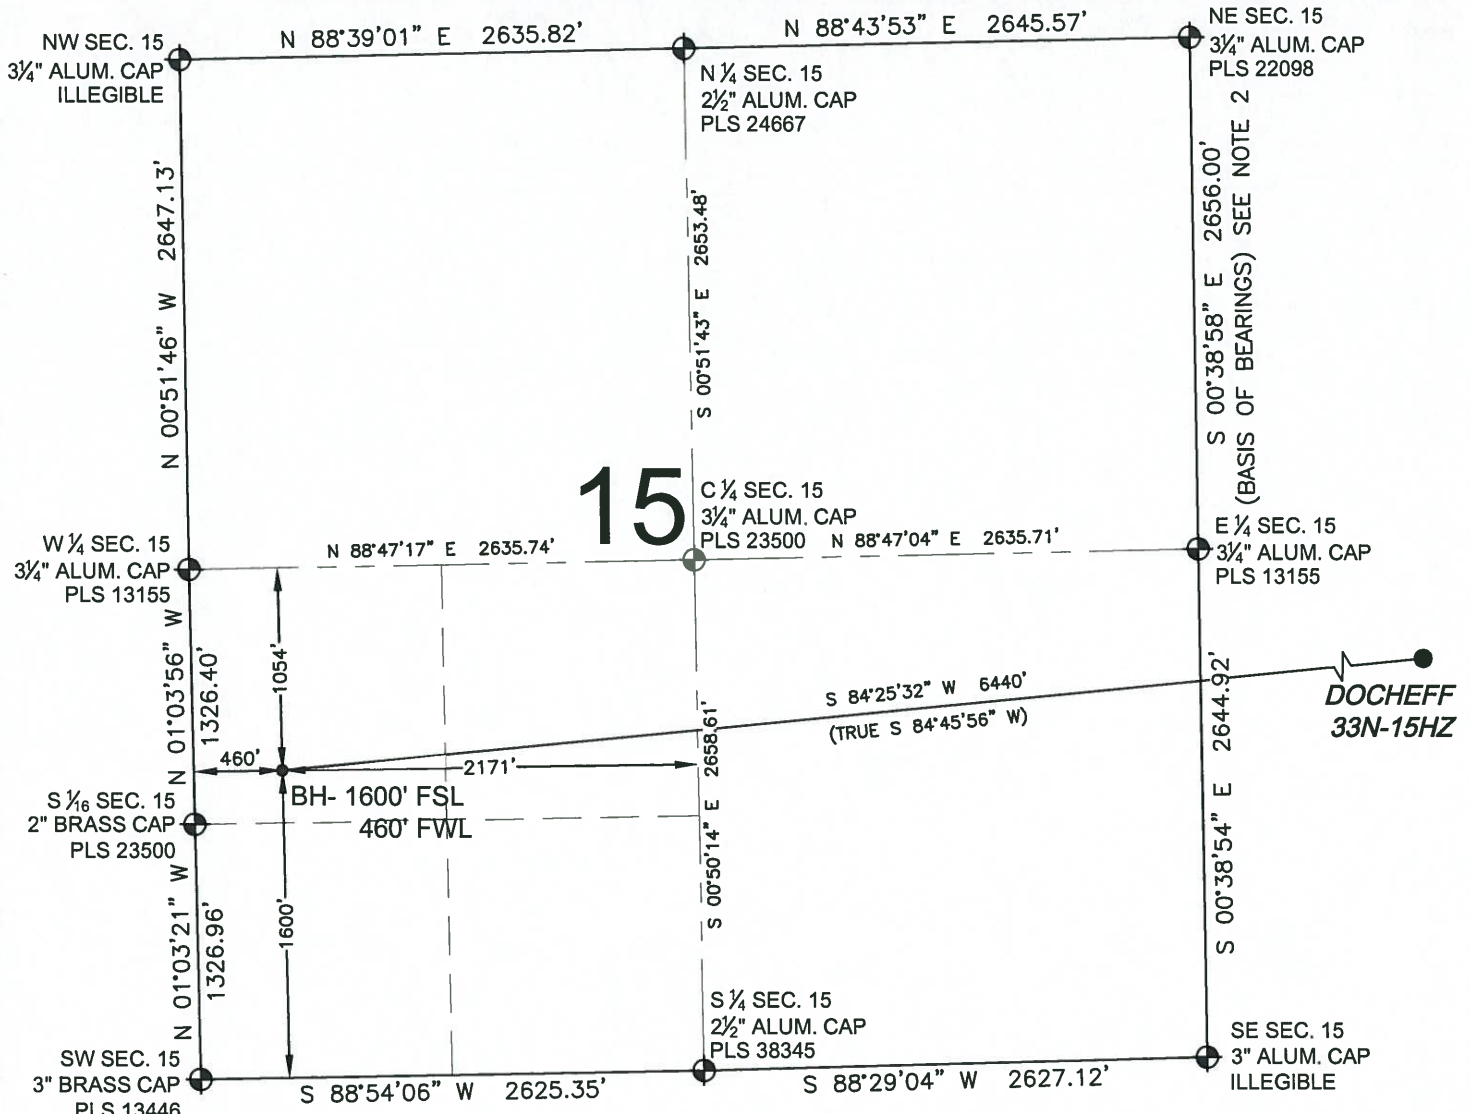 NW SEC. 15
3¼" ALUM. CAP
ILLEGIBLE
N 88°39'01" E 2635.82'
N 88°43'53" E 2645.57'
NE SEC. 15
3¼" ALUM. CAP
PLS 22098
N ¼ SEC. 15
2½" ALUM. CAP
PLS 24667
N 00°51'46" W 2647.13'
S 00°51'43" E 2653.48'
S 00°38'58" E 2656.00'
(BASIS OF BEARINGS) SEE NOTE 2
15
C ¼ SEC. 15
3¼" ALUM. CAP
PLS 23500
W ¼ SEC. 15
3¼" ALUM. CAP
PLS 13155
N 88°47'17" E 2635.74'
N 88°47'04" E 2635.71'
E ¼ SEC. 15
3¼" ALUM. CAP
PLS 13155
N 01°03'56" W
1326.40'
1054'
S 84°25'32" W 6440'
(TRUE S 84°45'56" W)
DOCHEFF
33N-15HZ
460'
2171'
BH- 1600' FSL
460' FWL
S 00°50'14" E 2658.61'
S 00°38'54" E 2644.92'
S 1⁄16 SEC. 15
2" BRASS CAP
PLS 23500
N 01°03'21" W
1326.96'
1600'
S ¼ SEC. 15
2½" ALUM. CAP
PLS 38345
SW SEC. 15
3" BRASS CAP
PLS 13446
S 88°54'06" W 2625.35'
S 88°29'04" W 2627.12'
SE SEC. 15
3" ALUM. CAP
ILLEGIBLE